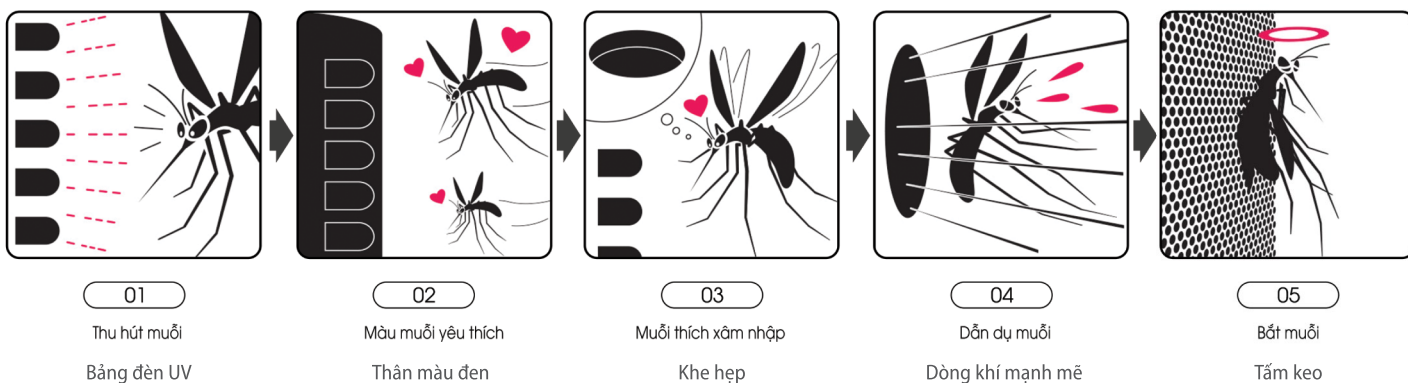 01
Thu hút muỗi
Bảng đèn UV
02
Màu muỗi yêu thích
Thân màu đen
03
Muỗi thích xâm nhập
Khe hẹp
04
Dẫn dụ muỗi
Dòng khí mạnh mẽ
05
Bắt muỗi
Tấm keo